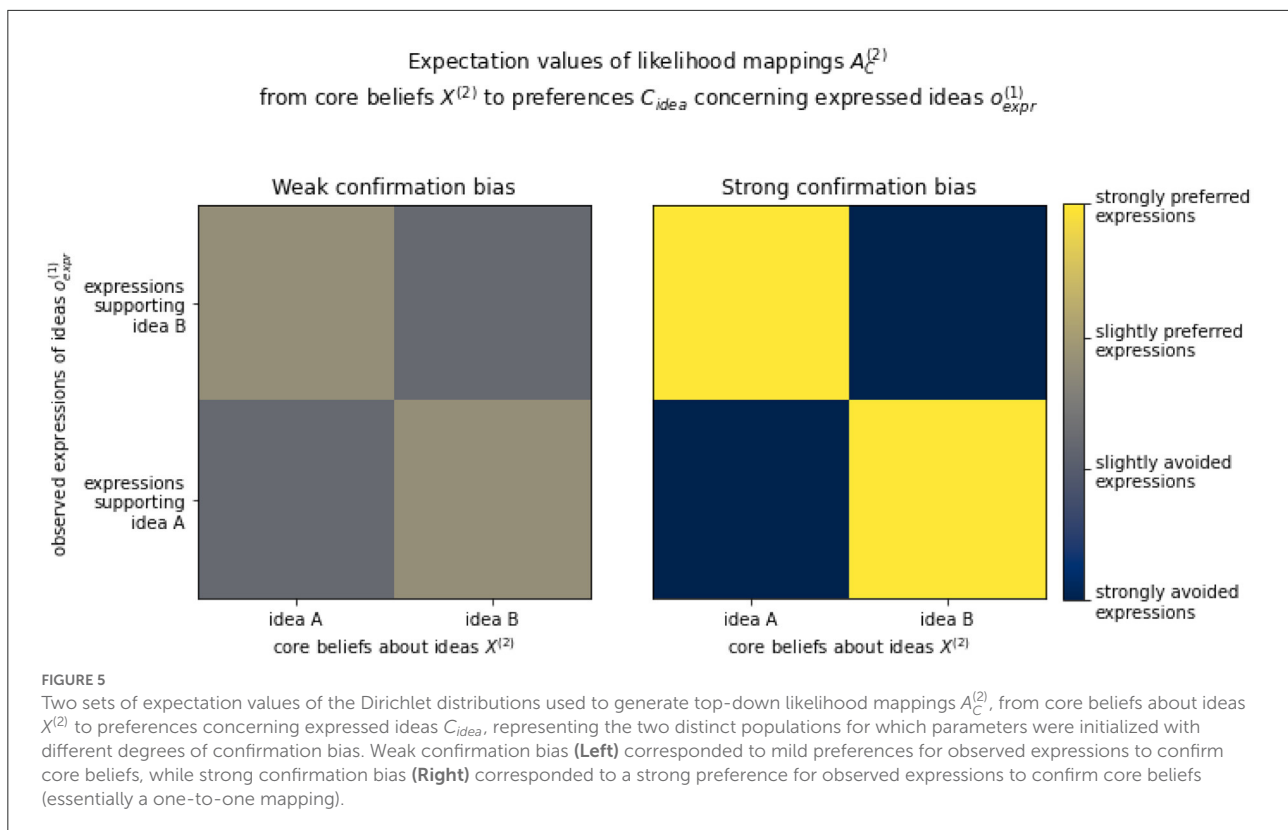 Expectation values of likelihood mappings A_C^(2)
from core beliefs X^(2) to preferences C_idea concerning expressed ideas o_expr^(1)
Weak confirmation bias
Strong confirmation bias
observed expressions of ideas o_expr^(1)
expressions
supporting
idea B
expressions
supporting
idea A
idea A
idea B
core beliefs about ideas X^(2)
idea A
idea B
core beliefs about ideas X^(2)
strongly preferred
expressions
slightly preferred
expressions
slightly avoided
expressions
strongly avoided
expressions
FIGURE 5
Two sets of expectation values of the Dirichlet distributions used to generate top-down likelihood mappings A_C^(2), from core beliefs about ideas
X^(2) to preferences concerning expressed ideas C_idea, representing the two distinct populations for which parameters were initialized with
different degrees of confirmation bias. Weak confirmation bias (Left) corresponded to mild preferences for observed expressions to confirm
core beliefs, while strong confirmation bias (Right) corresponded to a strong preference for observed expressions to confirm core beliefs
(essentially a one-to-one mapping).